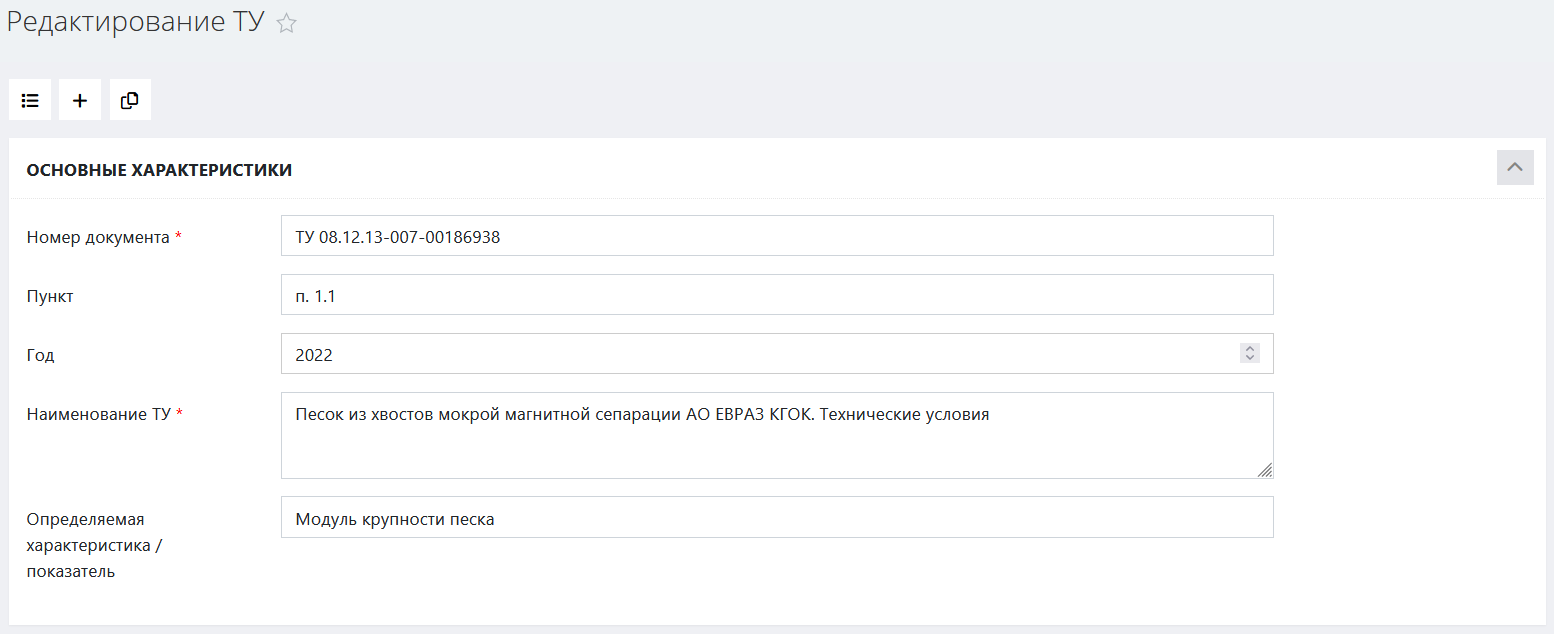 Редактирование ТУ
ОСНОВНЫЕ ХАРАКТЕРИСТИКИ
Номер документа *
ТУ 08.12.13-007-00186938
Пункт
п. 1.1
Год
2022
Наименование ТУ *
Песок из хвостов мокрой магнитной сепарации АО ЕВРАЗ КГОК. Технические условия
Определяемая
характеристика /
показатель
Модуль крупности песка